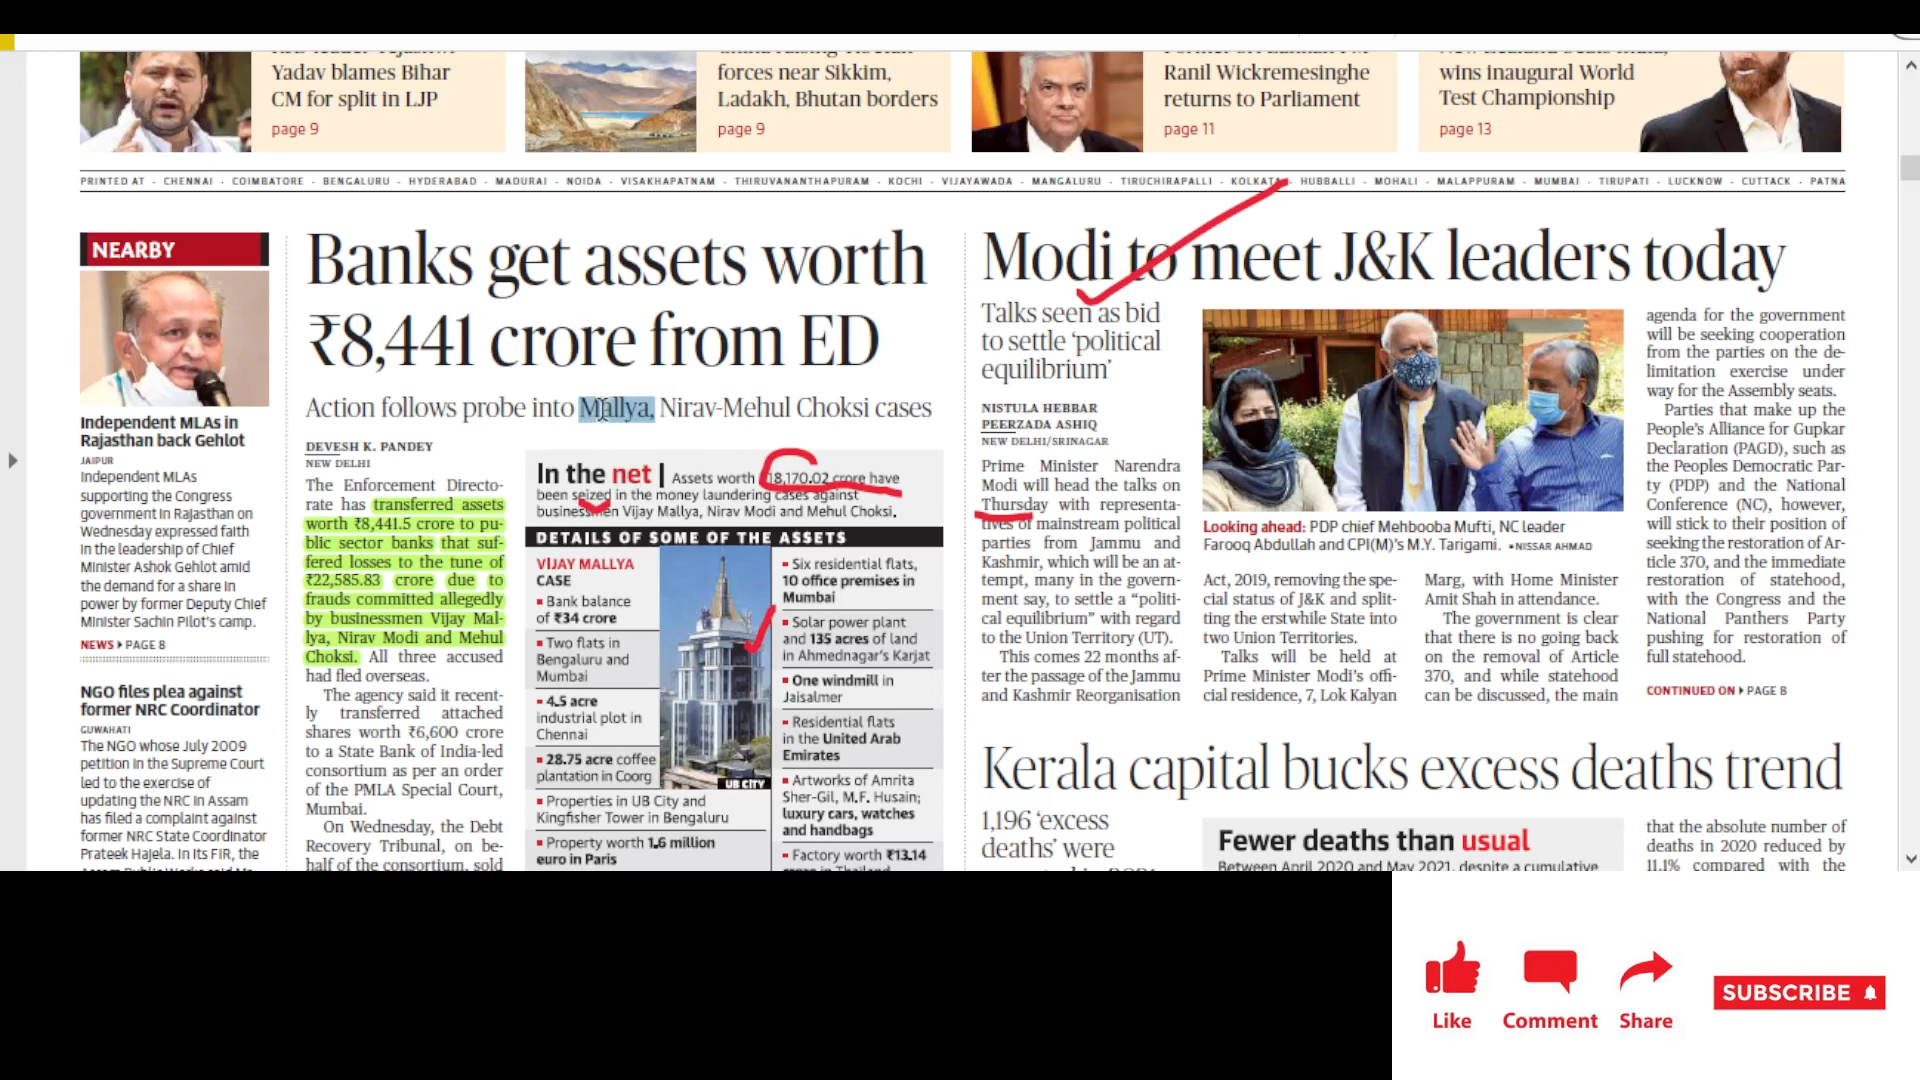 Yadav blames Bihar
CM for split in LJP
page 9
forces near Sikkim,
Ladakh, Bhutan borders
page 9
Ranil Wickremesinghe
returns to Parliament
page 11
wins inaugural World
Test Championship
page 13
PRINTED AT · CHENNAI · COIMBATORE · BENGALURU · HYDERABAD · MADURAI · NOIDA · VISAKHAPATNAM · THIRUVANANTHAPURAM · KOCHI · VIJAYAWADA · MANGALURU · TIRUCHIRAPALLI · KOLKATA · HUBBALLI · MOHALI · MALAPPURAM · MUMBAI · TIRUPATI · LUCKNOW · CUTTACK · PATNA
NEARBY
Independent MLAs in
Rajasthan back Gehlot
JAIPUR
Independent MLAs
supporting the Congress
government in Rajasthan on
Wednesday expressed faith
in the leadership of Chief
Minister Ashok Gehlot amid
the demand for a share in
power by former Deputy Chief
Minister Sachin Pilot's camp.
NEWS PAGE 8
NGO files plea against
former NRC Coordinator
GUWAHATI
The NGO whose July 2009
petition in the Supreme Court
led to the exercise of
updating the NRC in Assam
has filed a complaint against
former NRC State Coordinator
Prateek Hajela. In its FIR, the
Banks get assets worth
₹8,441 crore from ED
Action follows probe into Mallya, Nirav-Mehul Choksi cases
DEVESH K. PANDEY
NEW DELHI
The Enforcement Directo-
rate has transferred assets
worth ₹8,441.5 crore to pu-
blic sector banks that suf-
fered losses to the tune of
₹22,585.83 crore due to
frauds committed allegedly
by businessmen Vijay Mal-
lya, Nirav Modi and Mehul
Choksi. All three accused
had fled overseas.
The agency said it recent-
ly transferred attached
shares worth ₹6,600 crore
to a State Bank of India-led
consortium as per an order
of the PMLA Special Court,
Mumbai.
On Wednesday, the Debt
Recovery Tribunal, on be-
half of the consortium, sold
In the net | Assets worth ₹18,170.02 crore have
been seized in the money laundering cases against
businessmen Vijay Mallya, Nirav Modi and Mehul Choksi.
DETAILS OF SOME OF THE ASSETS
VIJAY MALLYA
CASE
Bank balance
of ₹34 crore
Two flats in
Bengaluru and
Mumbai
4.5 acre
industrial plot in
Chennai
28.75 acre coffee
plantation in Coorg
Properties in UB City and
Kingfisher Tower in Bengaluru
Property worth 1.6 million
euro in Paris
UB CITY
Six residential flats,
10 office premises in
Mumbai
Solar power plant
and 135 acres of land
in Ahmednagar's Karjat
One windmill in
Jaisalmer
Residential flats
in the United Arab
Emirates
Artworks of Amrita
Sher-Gil, M.F. Husain;
luxury cars, watches
and handbags
Factory worth ₹13.14
crore in Thailand
Modi to meet J&K leaders today
Talks seen as bid
to settle 'political
equilibrium'
NISTULA HEBBAR
PEERZADA ASHIQ
NEW DELHI/SRINAGAR
Prime Minister Narendra
Modi will head the talks on
Thursday with representa-
tives of mainstream political
parties from Jammu and
Kashmir, which will be an at-
tempt, many in the govern-
ment say, to settle a “politi-
cal equilibrium” with regard
to the Union Territory (UT).
This comes 22 months af-
ter the passage of the Jammu
and Kashmir Reorganisation
Looking ahead: PDP chief Mehbooba Mufti, NC leader
Farooq Abdullah and CPI(M)'s M.Y. Tarigami. NISSAR AHMAD
Act, 2019, removing the spe-
cial status of J&K and split-
ting the erstwhile State into
two Union Territories.
Talks will be held at
Prime Minister Modi's offi-
cial residence, 7, Lok Kalyan
Marg, with Home Minister
Amit Shah in attendance.
The government is clear
that there is no going back
on the removal of Article
370, and while statehood
can be discussed, the main
agenda for the government
will be seeking cooperation
from the parties on the de-
limitation exercise under
way for the Assembly seats.
Parties that make up the
People's Alliance for Gupkar
Declaration (PAGD), such as
the Peoples Democratic Par-
ty (PDP) and the National
Conference (NC), however,
will stick to their position of
seeking the restoration of Ar-
ticle 370, and the immediate
restoration of statehood,
with the Congress and the
National Panthers Party
pushing for restoration of
full statehood.
CONTINUED ON PAGE 8
Kerala capital bucks excess deaths trend
1,196 'excess
deaths' were
Fewer deaths than usual
Between April 2020 and May 2021, despite a cumulative
that the absolute number of
deaths in 2020 reduced by
11.1% compared with the
Like
Comment
Share
SUBSCRIBE